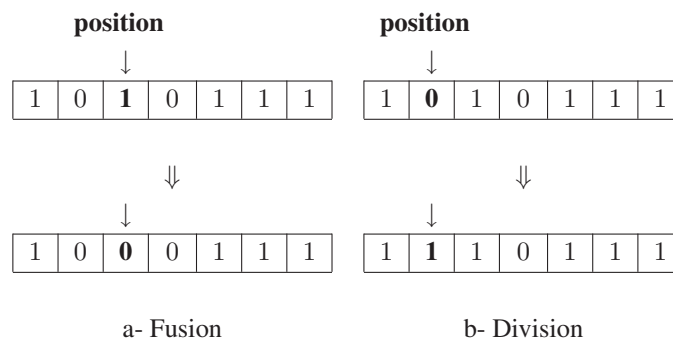 position position
↓ ↓
1 0 1 0 1 1 1 1 0 1 0 1 1 1
⇓ ⇓
↓ ↓
1 0 0 0 1 1 1 1 1 1 0 1 1 1
a- Fusion b- Division